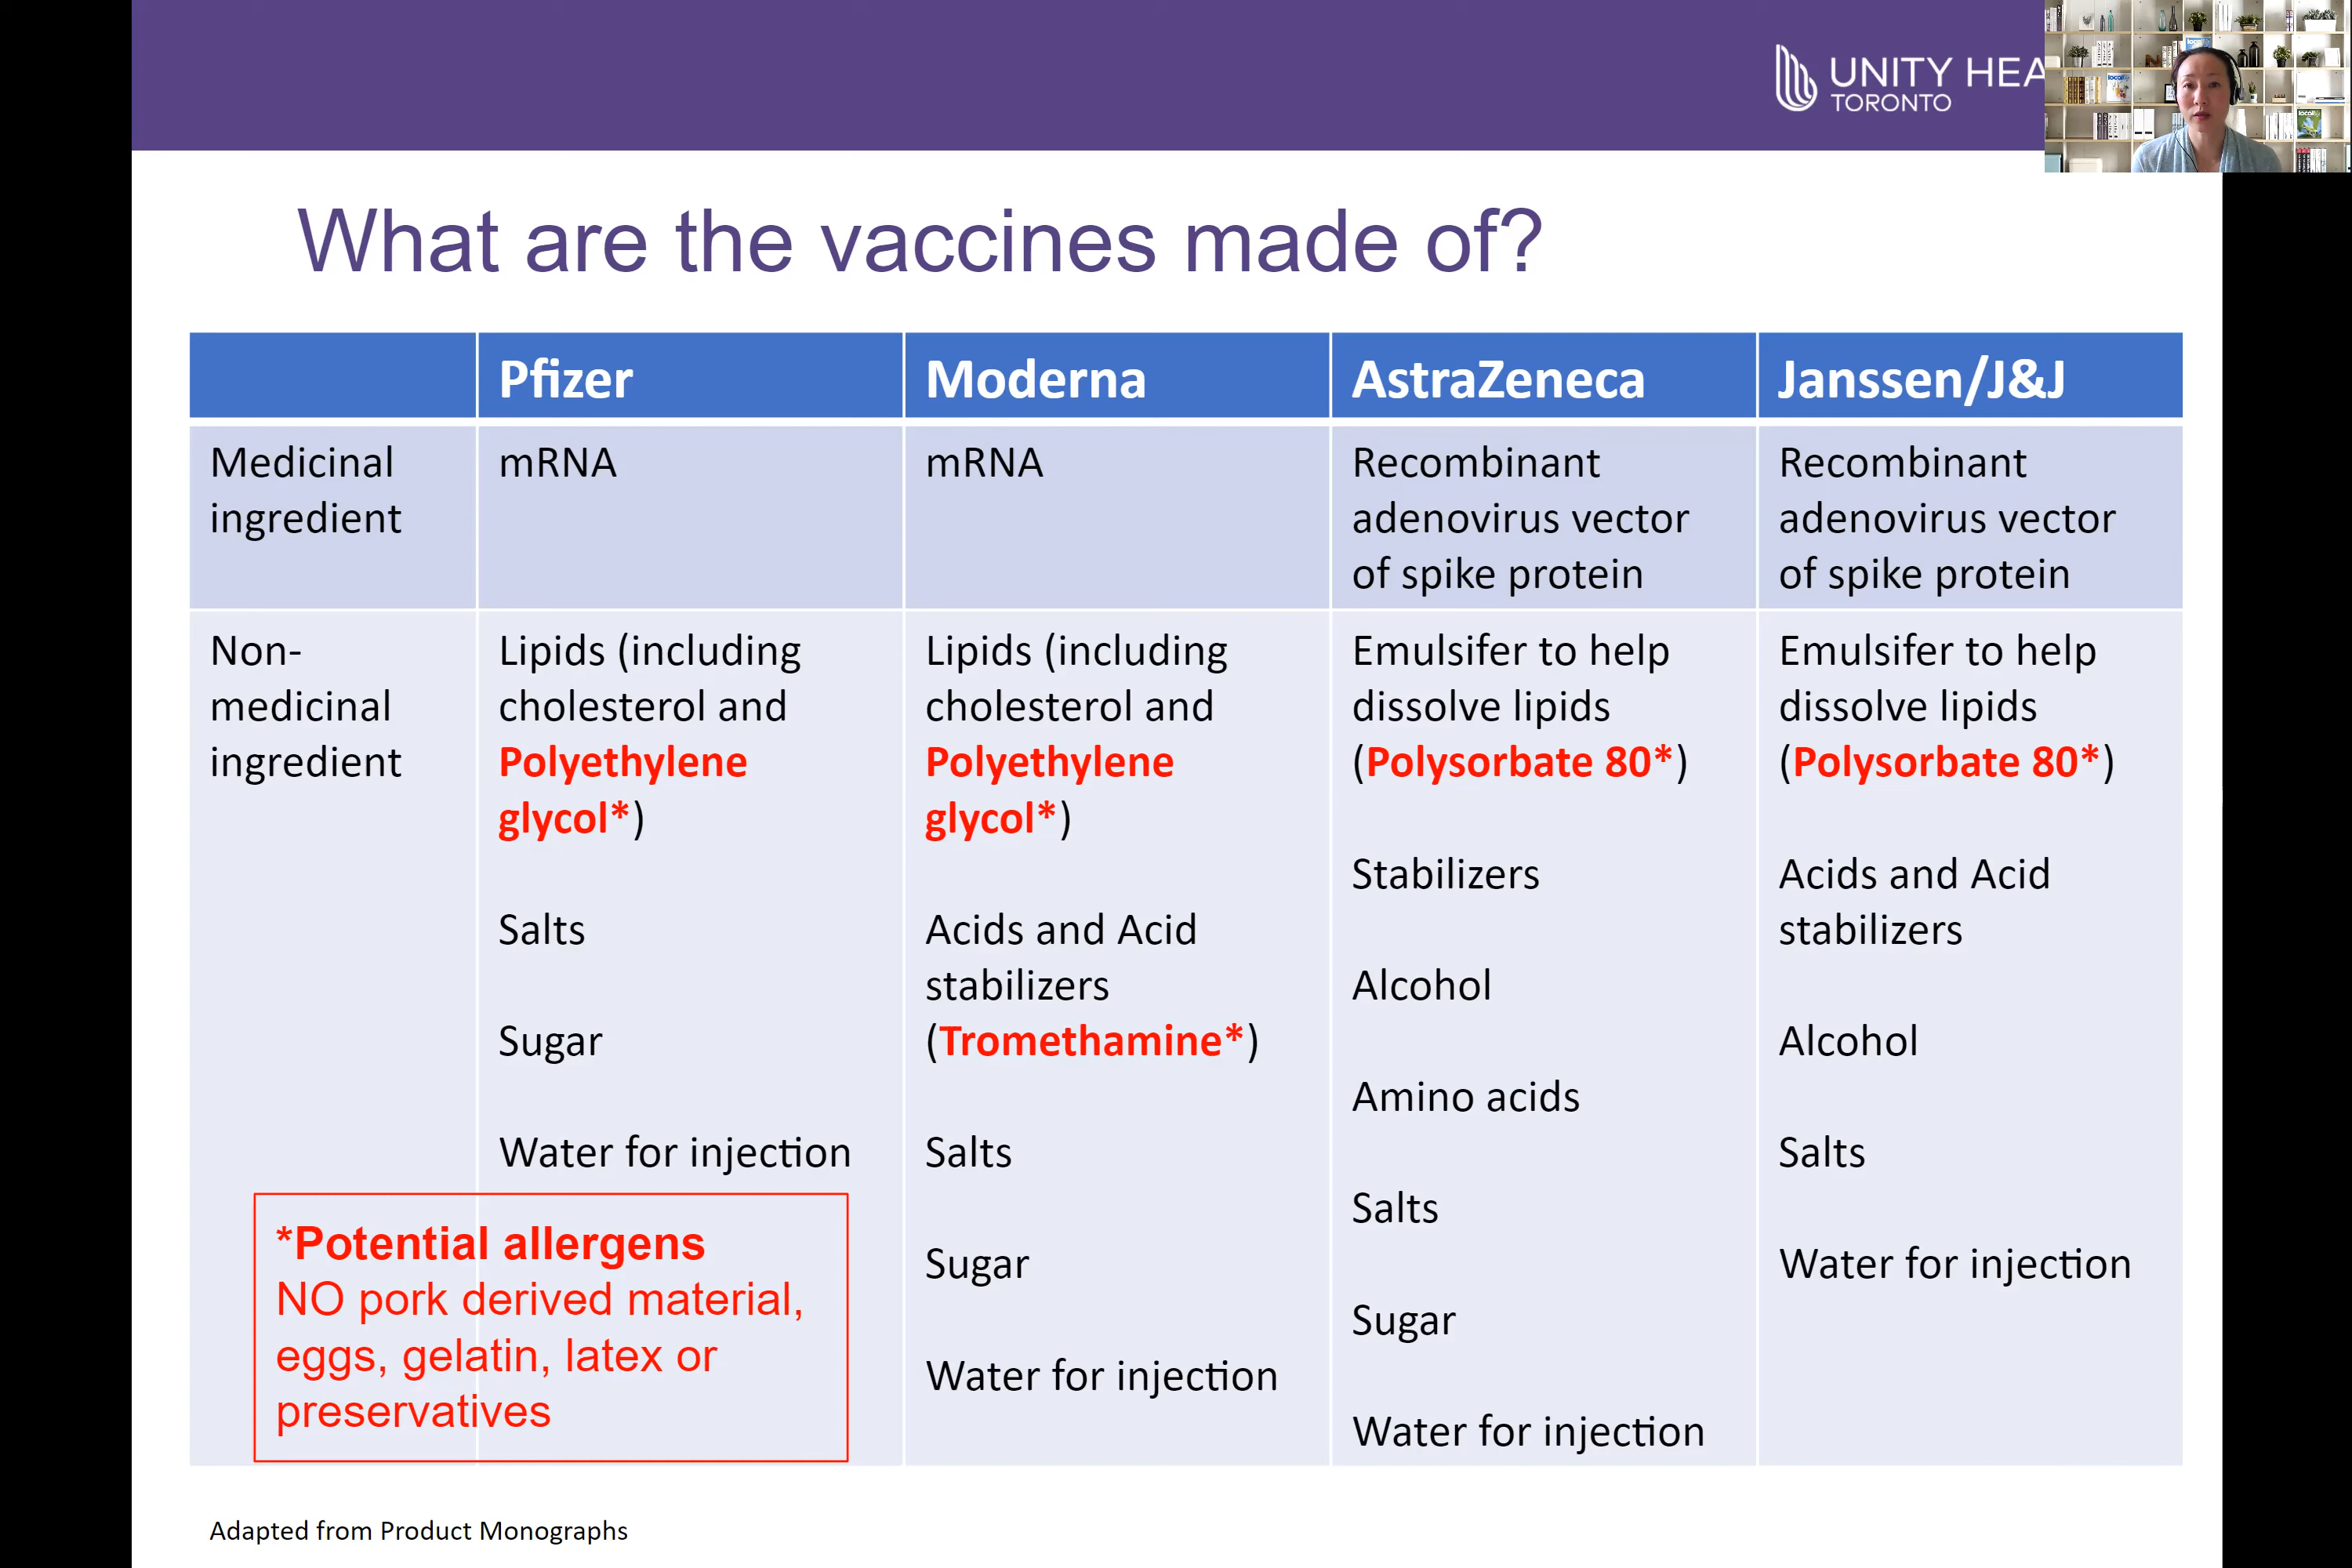 UNITY HEA
TORONTO
What are the vaccines made of?
Pfizer
Moderna
AstraZeneca
Janssen/J&J
Medicinal
ingredient
mRNA
mRNA
Recombinant
adenovirus vector
of spike protein
Recombinant
adenovirus vector
of spike protein
Non-
medicinal
ingredient
Lipids (including
cholesterol and
Polyethylene
glycol*)
Salts
Sugar
Water for injection
Lipids (including
cholesterol and
Polyethylene
glycol*)
Acids and Acid
stabilizers
(Tromethamine*)
Salts
Sugar
Water for injection
Emulsifer to help
dissolve lipids
(Polysorbate 80*)
Stabilizers
Alcohol
Amino acids
Salts
Sugar
Water for injection
Emulsifer to help
dissolve lipids
(Polysorbate 80*)
Acids and Acid
stabilizers
Alcohol
Salts
Water for injection
*Potential allergens
NO pork derived material,
eggs, gelatin, latex or
preservatives
Adapted from Product Monographs